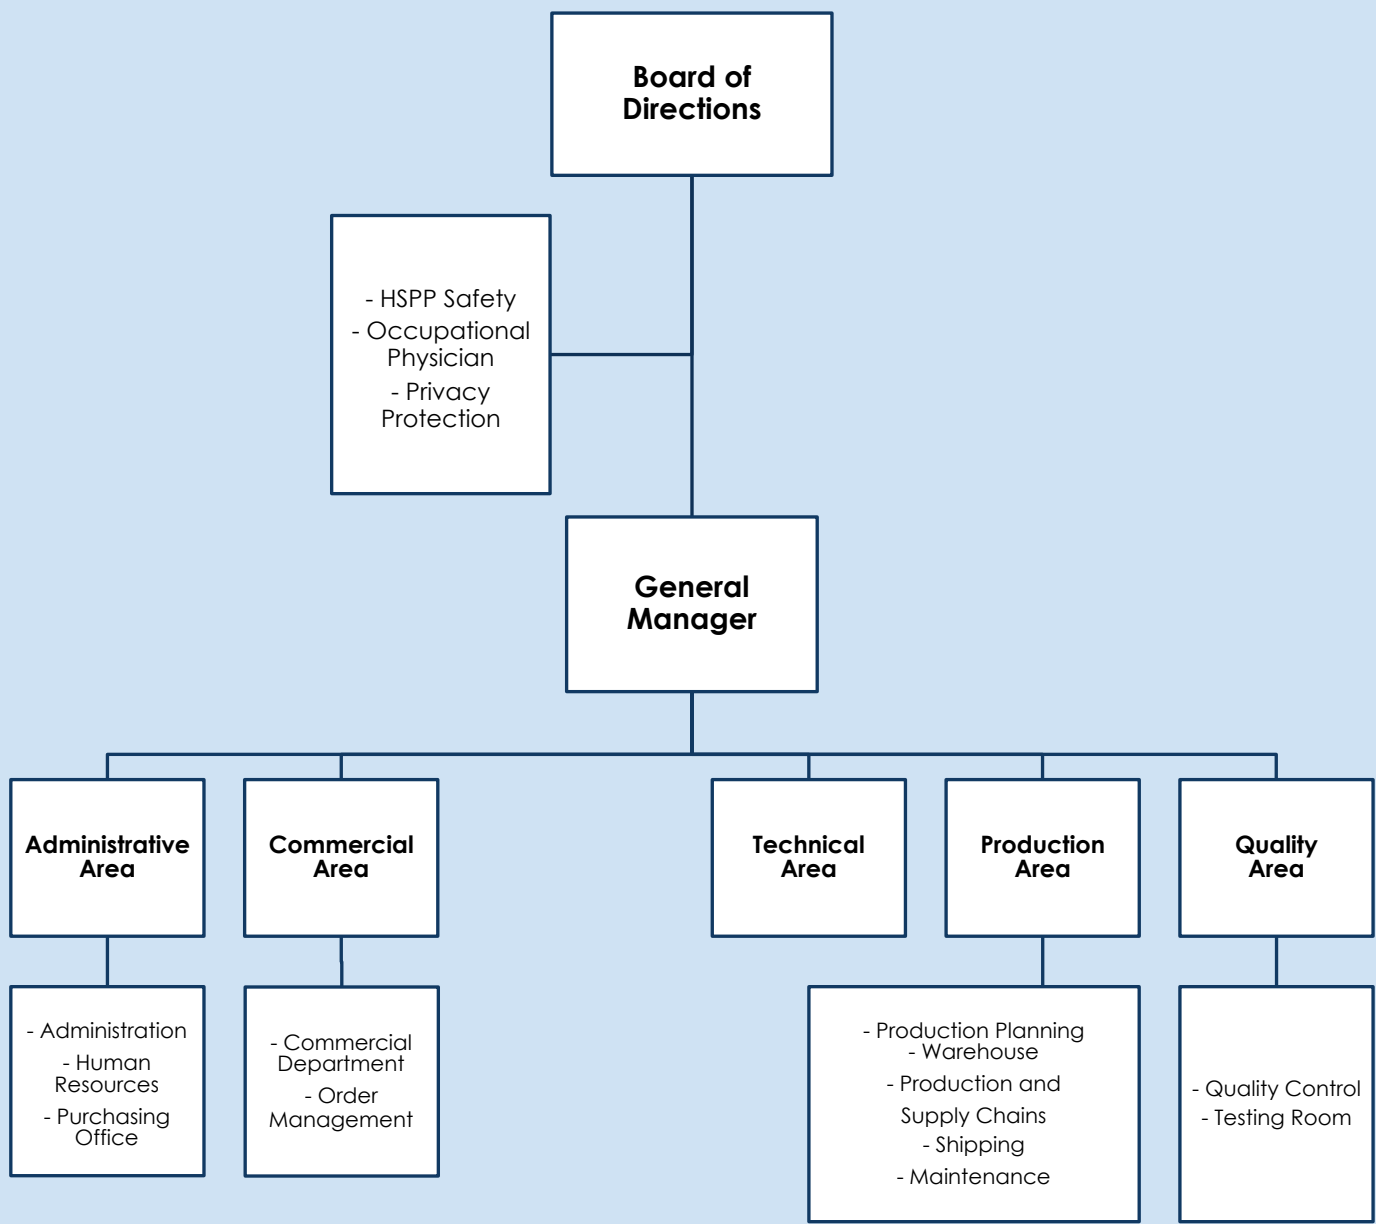 Board of
Directions
- HSPP Safety
- Occupational
Physician
- Privacy
Protection
General
Manager
Administrative
Area
Commercial
Area
Technical
Area
Production
Area
Quality
Area
- Administration
- Human
Resources
- Purchasing
Office
- Commercial
Department
- Order
Management
- Production Planning
- Warehouse
- Production and
Supply Chains
- Shipping
- Maintenance
- Quality Control
- Testing Room